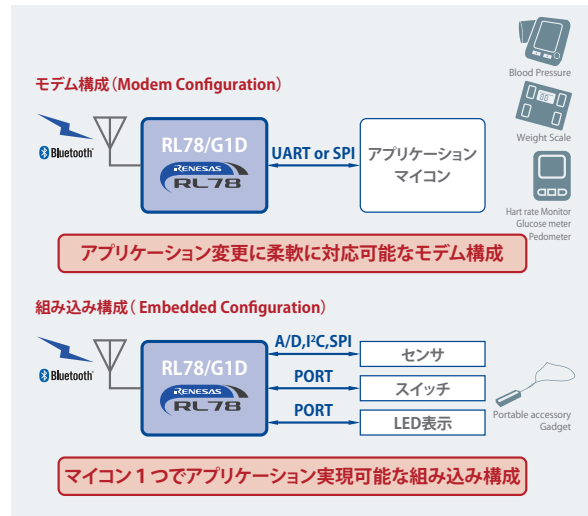 モデム構成（Modem Configuration）
Bluetooth
RL78/G1D
RENESAS
RL78
UART or SPI
アプリケーション
マイコン
Blood Pressure
Weight Scale
Hart rate Monitor
Glucose meter
Pedometer
アプリケーション変更に柔軟に対応可能なモデム構成
組み込み構成（ Embedded Configuration）
Bluetooth
RL78/G1D
RENESAS
RL78
A/D,I²C,SPI
センサ
PORT
スイッチ
PORT
LED表示
Portable accessory
Gadget
マイコン 1 つでアプリケーション実現可能な組み込み構成